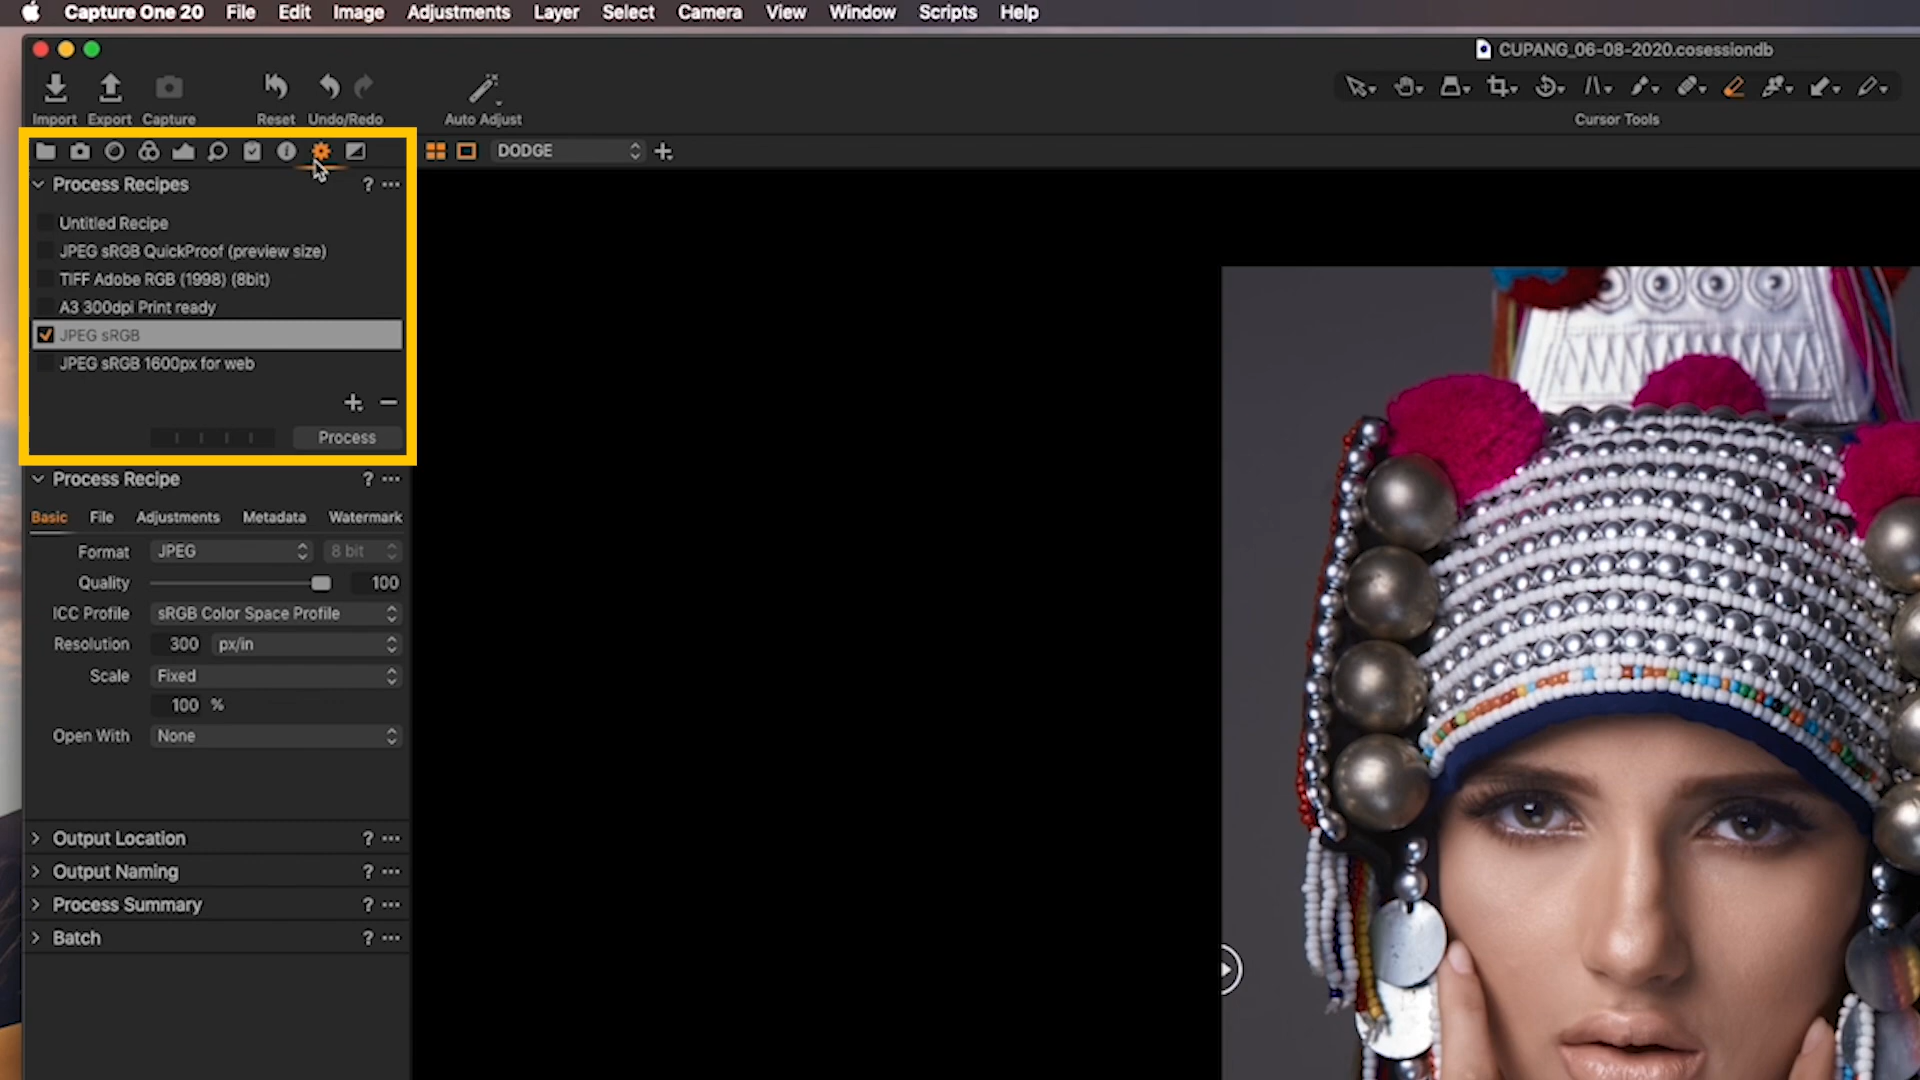 Capture One 20 File Edit Image Adjustments Layer Select Camera View Window Scripts Help
CUPANG_06-08-2020.cosessiondb
Import Export Capture Reset Undo/Redo Auto Adjust Cursor Tools
DODGE
Process Recipes ? ...
Untitled Recipe
JPEG sRGB QuickProof (preview size)
TIFF Adobe RGB (1998) (8bit)
A3 300dpi Print ready
JPEG sRGB
JPEG sRGB 1600px for web
Process
Process Recipe ? ...
Basic File Adjustments Metadata Watermark
Format JPEG 8 bit
Quality 100
ICC Profile sRGB Color Space Profile
Resolution 300 px/in
Scale Fixed
100 %
Open With None
Output Location ? ...
Output Naming ? ...
Process Summary ? ...
Batch ? ...